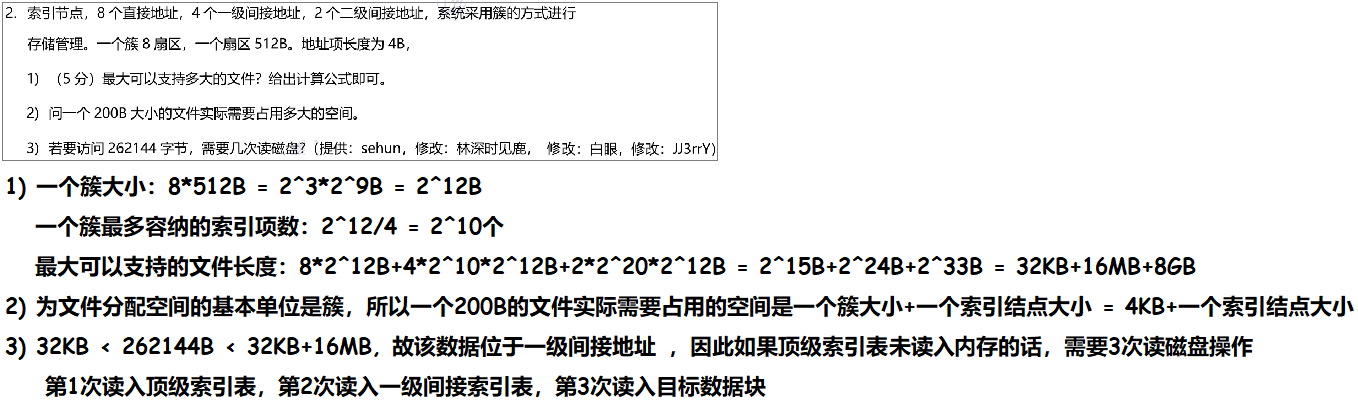 2. 索引节点，8 个直接地址，4 个一级间接地址，2 个二级间接地址，系统采用簇的方式进行
存储管理。一个簇 8 扇区，一个扇区 512B。地址项长度为 4B，
1）（5 分）最大可以支持多大的文件？给出计算公式即可。
2）问一个 200B 大小的文件实际需要占用多大的空间。
3）若要访问 262144 字节，需要几次读磁盘？（提供：sehun，修改：林深时见鹿， 修改：白眼，修改：JJ3rrY）
1) 一个簇大小：8*512B = 2^3*2^9B = 2^12B
一个簇最多容纳的索引项数：2^12/4 = 2^10个
最大可以支持的文件长度：8*2^12B+4*2^10*2^12B+2*2^20*2^12B = 2^15B+2^24B+2^33B = 32KB+16MB+8GB
2) 为文件分配空间的基本单位是簇，所以一个200B的文件实际需要占用的空间是一个簇大小+一个索引结点大小 = 4KB+一个索引结点大小
3) 32KB < 262144B < 32KB+16MB，故该数据位于一级间接地址 ，因此如果顶级索引表未读入内存的话，需要3次读磁盘操作
第1次读入顶级索引表，第2次读入一级间接索引表，第3次读入目标数据块